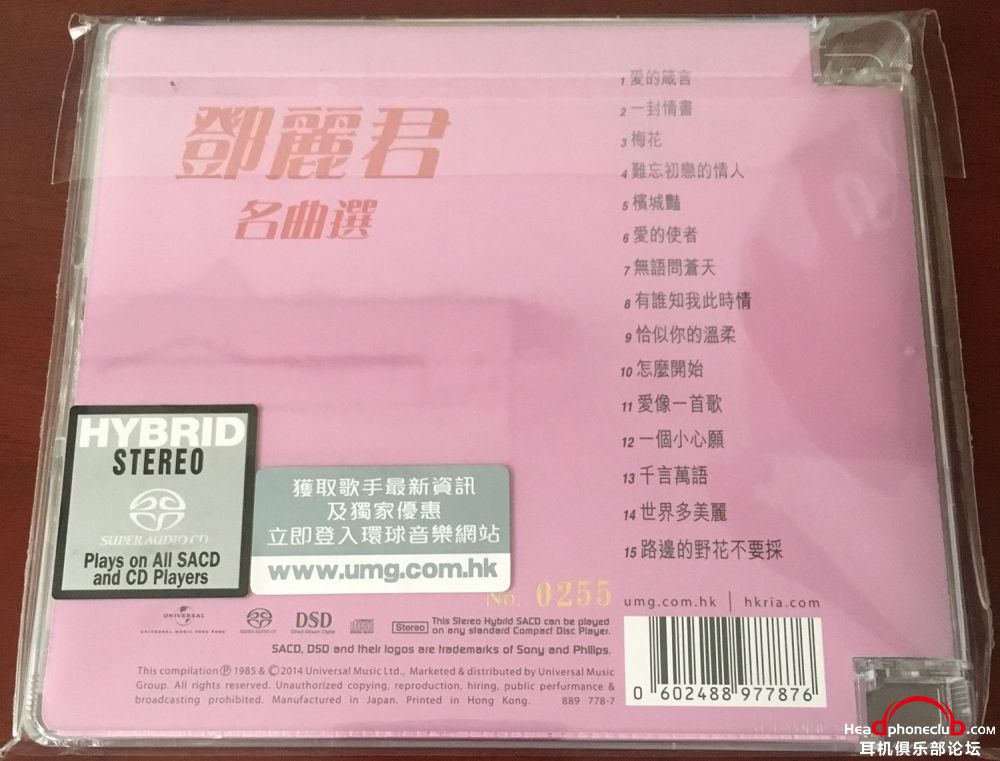 鄧麗君
名曲選
1 愛的箴言
2 一封情書
3 梅花
4 難忘初戀的情人
5 檳城豔
6 愛的使者
7 無語問蒼天
8 有誰知我此時情
9 恰似你的溫柔
10 怎麼開始
11 愛像一首歌
12 一個小心願
13 千言萬語
14 世界多美麗
15 路邊的野花不要採
HYBRID
STEREO
SUPER AUDIO CD
Plays on All SACD
and CD Players
獲取歌手最新資訊
及獨家優惠
立即登入環球音樂網站
www.umg.com.hk
No. 0255
umg.com.hk | hkria.com
UNIVERSAL
UNIVERSAL MUSIC HONG KONG
SUPER AUDIO CD
DSD
Direct Stream Digital
Stereo
This Stereo Hybrid SACD can be played
on any standard Compact Disc Player.
SACD, DSD and their logos are trademarks of Sony and Philips.
This compilation ℗ 1985 & © 2014 Universal Music Ltd., Marketed & distributed by Universal Music
Group. All rights reserved. Unauthorized copying, reproduction, hiring, public performance &
broadcasting prohibited. Manufactured in Japan. Printed in Hong Kong. 889 778-7
0 602488 977876
Headphoneclub.com
耳机俱乐部论坛